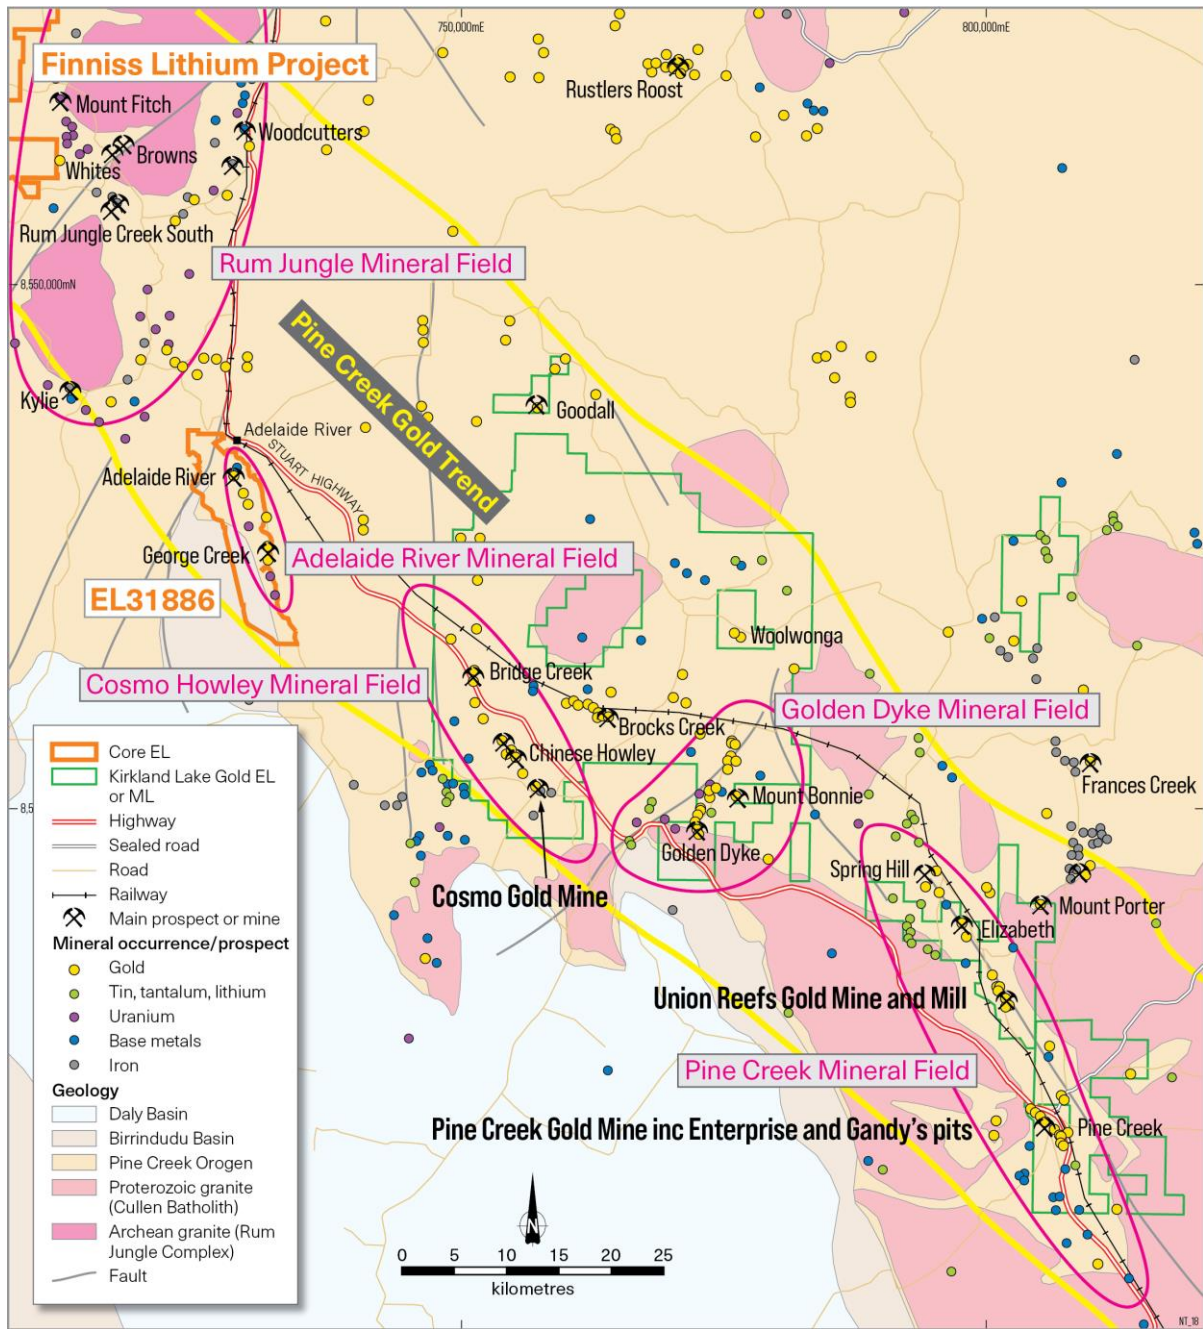 750,000mE
800,000mE
Finniss Lithium Project
Rustlers Roost
Mount Fitch
Woodcutters
Browns
Whites
Rum Jungle Creek South
Rum Jungle Mineral Field
8,550,000mN
Pine Creek Gold Trend
Kylie
Goodall
Adelaide River
STUART HIGHWAY
Adelaide River
George Creek
Adelaide River Mineral Field
EL31886
Woolwonga
Bridge Creek
Cosmo Howley Mineral Field
Golden Dyke Mineral Field
Brocks Creek
Chinese Howley
Frances Creek
Mount Bonnie
8,5
Golden Dyke
Spring Hill
Cosmo Gold Mine
Mount Porter
Elizabeth
Union Reefs Gold Mine and Mill
Pine Creek Mineral Field
Pine Creek Gold Mine inc Enterprise and Gandy's pits
Pine Creek
Core EL
Kirkland Lake Gold EL
or ML
Highway
Sealed road
Road
Railway
Main prospect or mine
Mineral occurrence/prospect
Gold
Tin, tantalum, lithium
Uranium
Base metals
Iron
Geology
Daly Basin
Birrindudu Basin
Pine Creek Orogen
Proterozoic granite
(Cullen Batholith)
Archean granite (Rum
Jungle Complex)
Fault
N
0 5 10 15 20 25
kilometres
NT_18